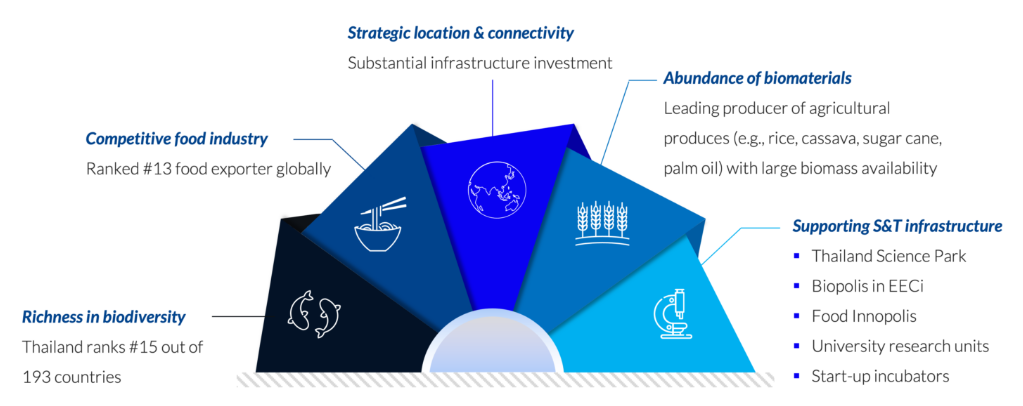 Strategic location & connectivity
Substantial infrastructure investment
Abundance of biomaterials
Leading producer of agricultural
produces (e.g., rice, cassava, sugar cane,
palm oil) with large biomass availability
Competitive food industry
Ranked #13 food exporter globally
Supporting S&T infrastructure
▪ Thailand Science Park
▪ Biopolis in EECi
▪ Food Innopolis
▪ University research units
▪ Start-up incubators
Richness in biodiversity
Thailand ranks #15 out of
193 countries